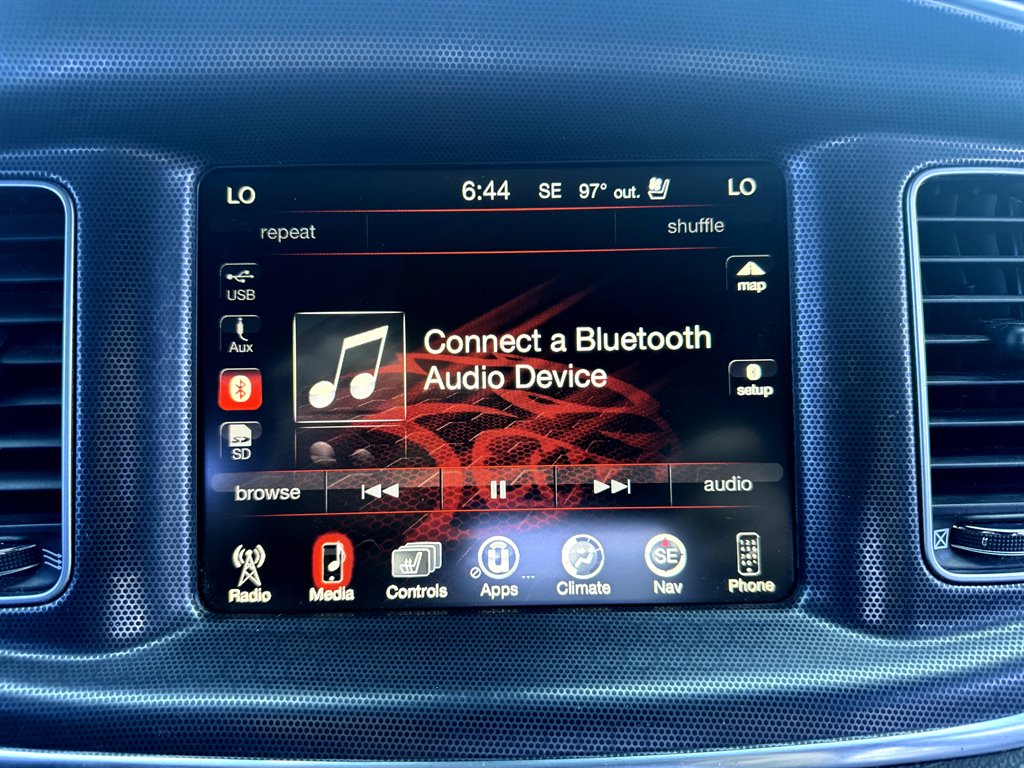 LO 6:44 SE 97° out. LO
repeat shuffle
USB
map
Aux
Connect a Bluetooth
Audio Device
setup
SD
browse audio
Radio Media Controls Apps ... Climate SE Nav Phone